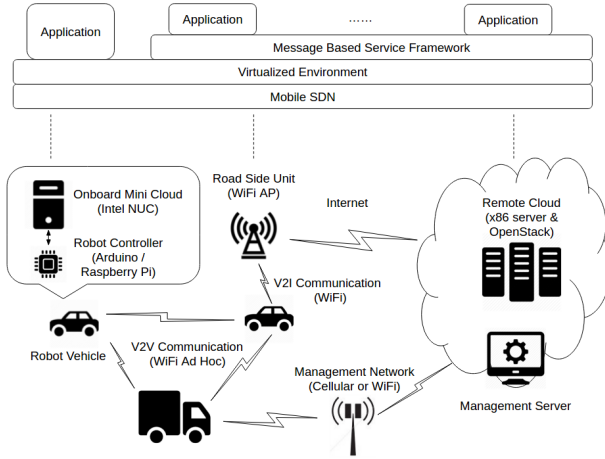 Application
Application
......
Application
Message Based Service Framework
Virtualized Environment
Mobile SDN
Onboard Mini Cloud
(Intel NUC)
Robot Controller
(Arduino /
Raspberry Pi)
Road Side Unit
(WiFi AP)
Internet
Remote Cloud
(x86 server &
OpenStack)
V2I Communication
(WiFi)
Robot Vehicle
V2V Communication
(WiFi Ad Hoc)
Management Network
(Cellular or WiFi)
Management Server